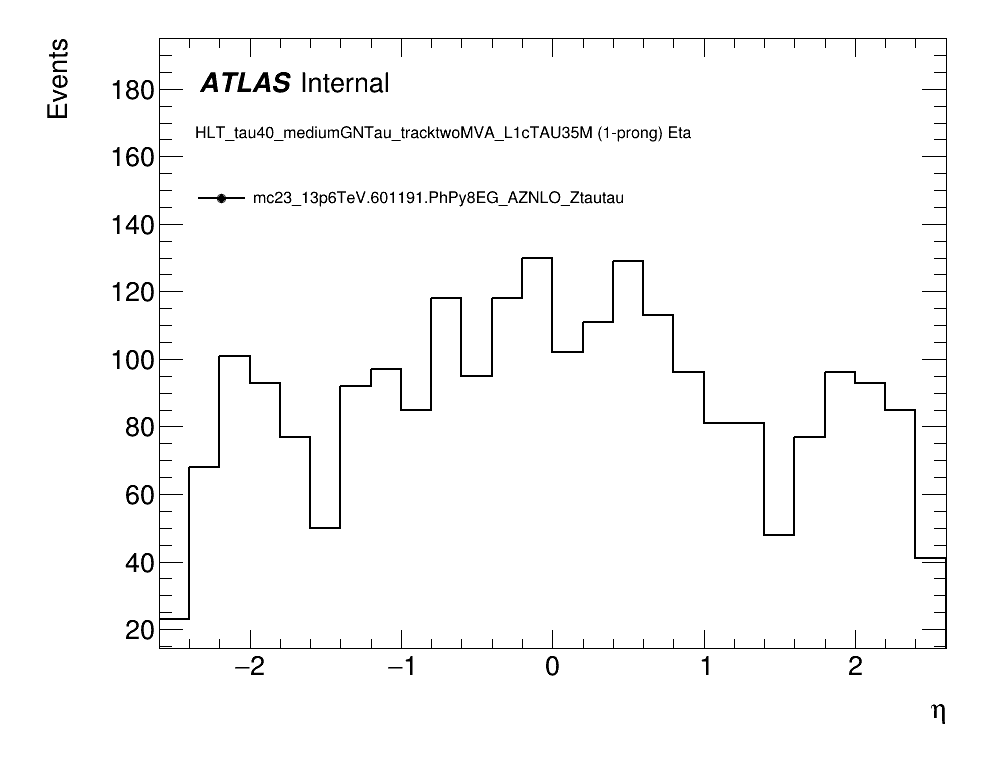 Events
ATLAS Internal
HLT_tau40_mediumGNTau_tracktwoMVA_L1cTAU35M (1-prong) Eta
mc23_13p6TeV.601191.PhPy8EG_AZNLO_Ztautau
180
160
140
120
100
80
60
40
20
−2 −1 0 1 2
η